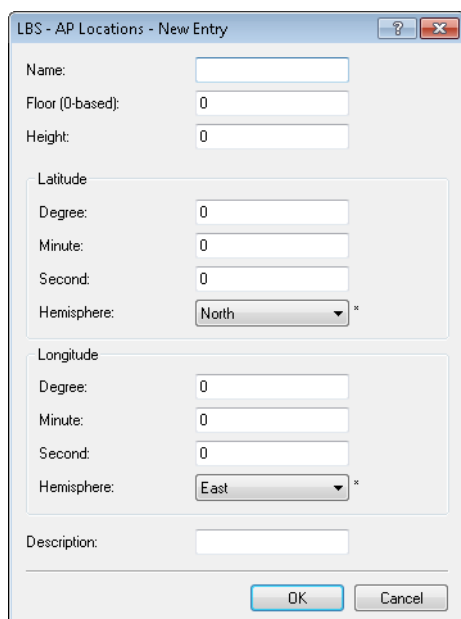 LBS - AP Locations - New Entry
Name:
Floor (0-based): 0
Height: 0
Latitude
Degree: 0
Minute: 0
Second: 0
Hemisphere: North *
Longitude
Degree: 0
Minute: 0
Second: 0
Hemisphere: East *
Description:
OK Cancel